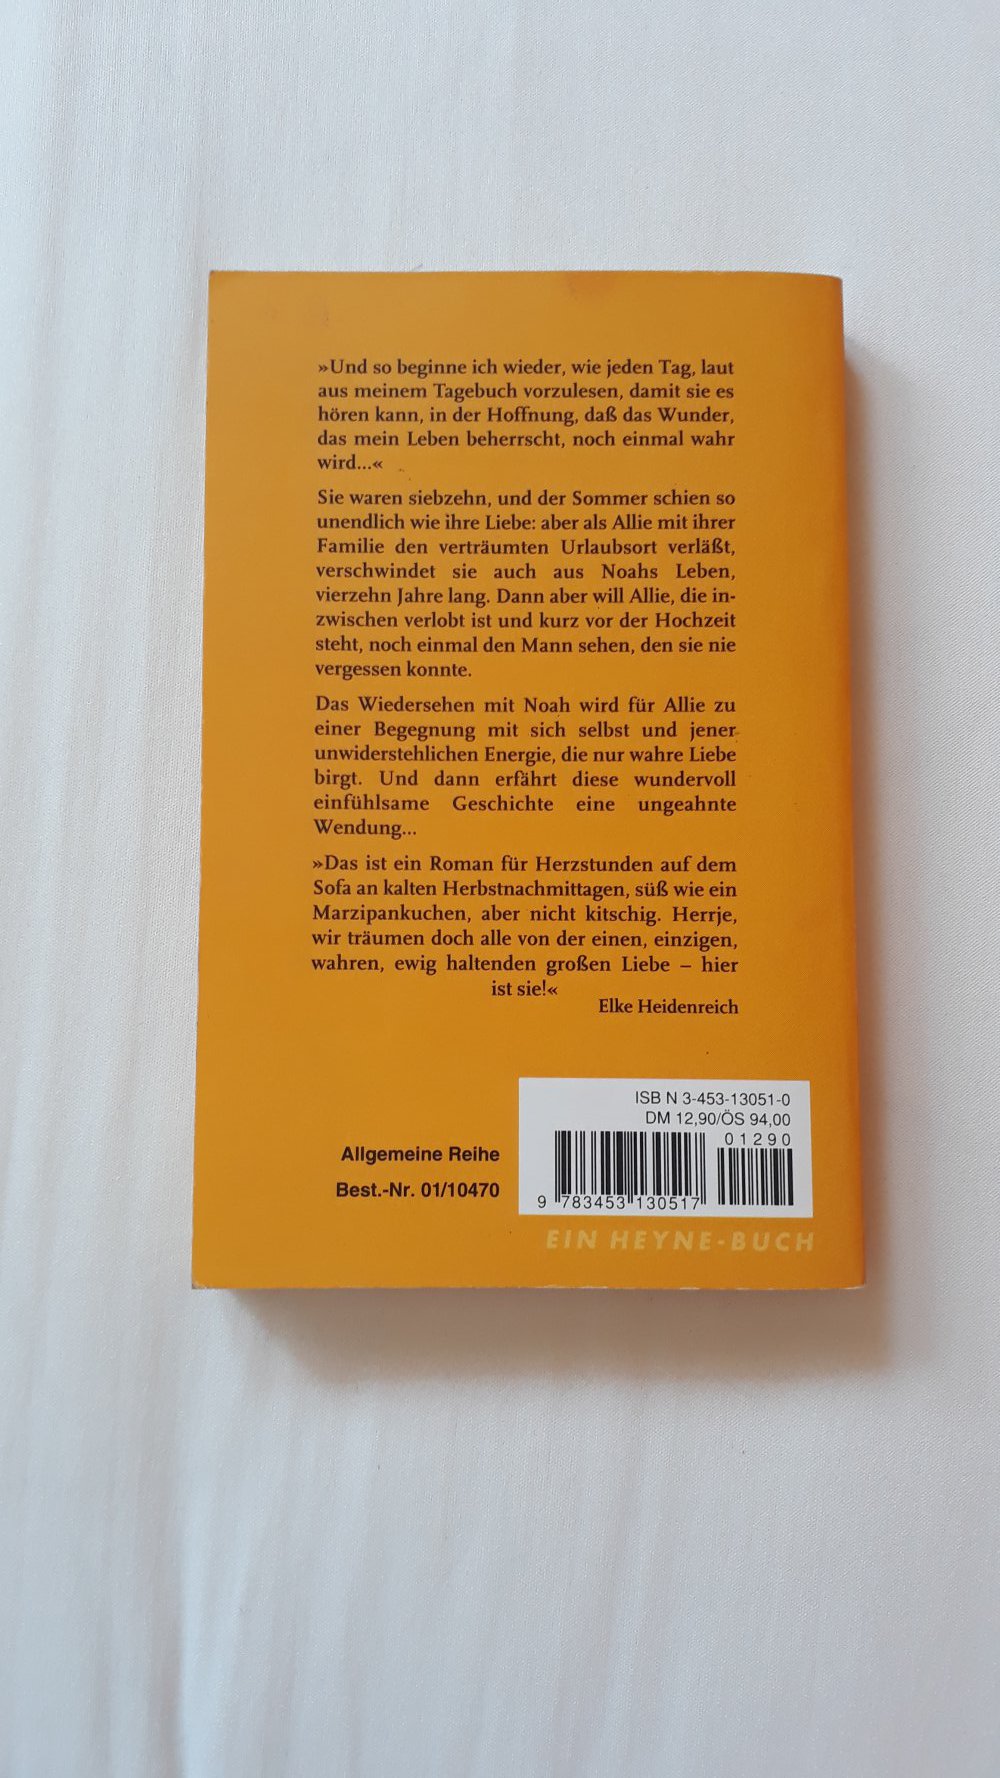 »Und so beginne ich wieder, wie jeden Tag, laut
aus meinem Tagebuch vorzulesen, damit sie es
hören kann, in der Hoffnung, daß das Wunder,
das mein Leben beherrscht, noch einmal wahr
wird...«
Sie waren siebzehn, und der Sommer schien so
unendlich wie ihre Liebe: aber als Allie mit ihrer
Familie den verträumten Urlaubsort verläßt,
verschwindet sie auch aus Noahs Leben,
vierzehn Jahre lang. Dann aber will Allie, die in-
zwischen verlobt ist und kurz vor der Hochzeit
steht, noch einmal den Mann sehen, den sie nie
vergessen konnte.
Das Wiedersehen mit Noah wird für Allie zu
einer Begegnung mit sich selbst und jener
unwiderstehlichen Energie, die nur wahre Liebe
birgt. Und dann erfährt diese wundervoll
einfühlsame Geschichte eine ungeahnte
Wendung...
»Das ist ein Roman für Herzstunden auf dem
Sofa an kalten Herbstnachmittagen, süß wie ein
Marzipankuchen, aber nicht kitschig. Herrje,
wir träumen doch alle von der einen, einzigen,
wahren, ewig haltenden großen Liebe – hier
ist sie!«
Elke Heidenreich
Allgemeine Reihe
Best.-Nr. 01/10470
ISB N 3-453-13051-0
DM 12,90/ÖS 94,00
01290
9 783453 130517
EIN HEYNE-BUCH